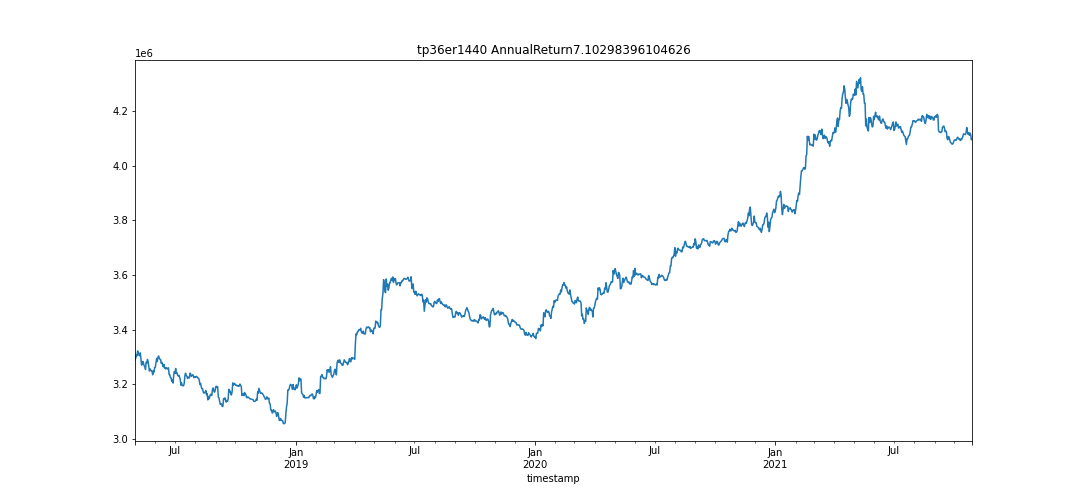 tp36er1440 AnnualReturn7.10298396104626
1e6
4.2
4.0
3.8
3.6
3.4
3.2
3.0
Jul Jan Jul Jan Jul Jan Jul
2019 2020 2021
timestamp